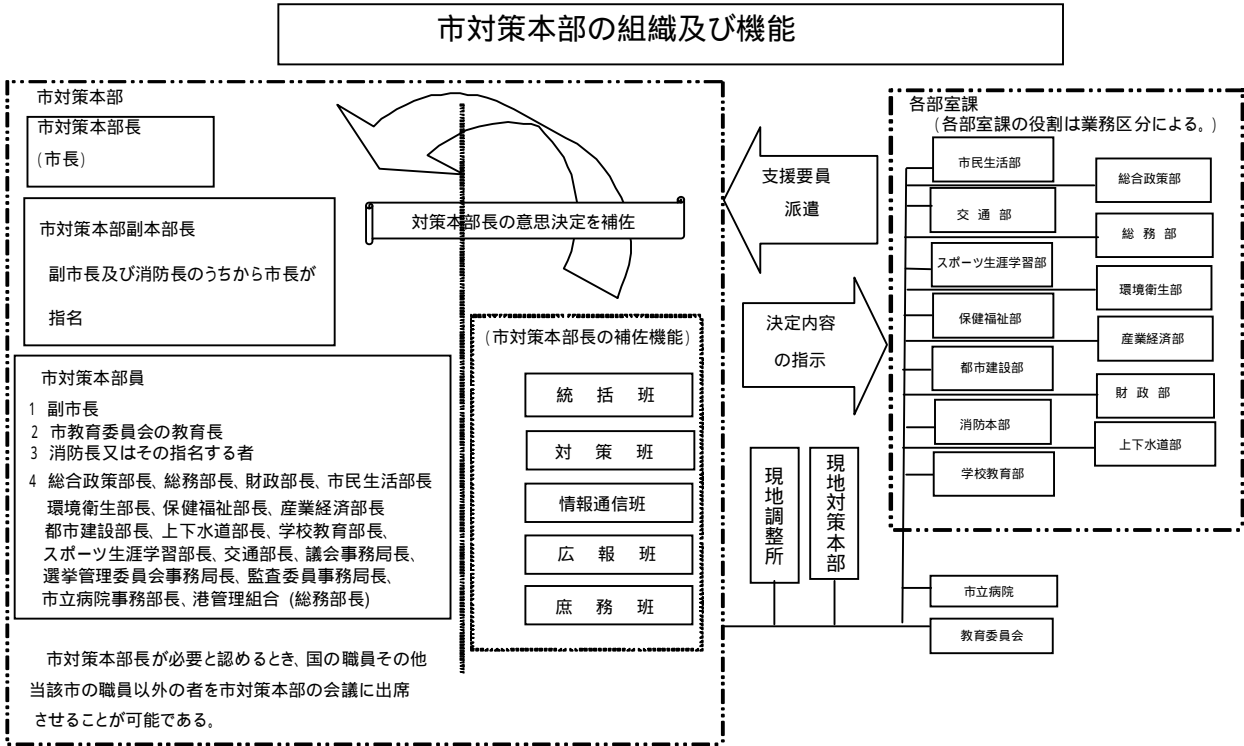 市対策本部の組織及び機能
市対策本部
市対策本部長
(市長)
市対策本部副本部長
副市長及び消防長のうちから市長が
指名
市対策本部員
1 副市長
2 市教育委員会の教育長
3 消防長又はその指名する者
4 総合政策部長、総務部長、財政部長、市民生活部長
環境衛生部長、保健福祉部長、産業経済部長
都市建設部長、上下水道部長、学校教育部長、
スポーツ生涯学習部長、交通部長、議会事務局長、
選挙管理委員会事務局長、監査委員事務局長、
市立病院事務部長、港管理組合 (総務部長)
市対策本部長が必要と認めるとき、国の職員その他
当該市の職員以外の者を市対策本部の会議に出席
させることが可能である。
対策本部長の意思決定を補佐
(市対策本部長の補佐機能)
統 括 班
対 策 班
情報通信班
広 報 班
庶 務 班
支援要員
派遣
決定内容
の指示
現地調整所
現地対策本部
各部室課
(各部室課の役割は業務区分による。)
市民生活部
総合政策部
交 通 部
総 務 部
スポーツ生涯学習部
環境衛生部
保健福祉部
産業経済部
都市建設部
財 政 部
消防本部
上下水道部
学校教育部
市立病院
教育委員会